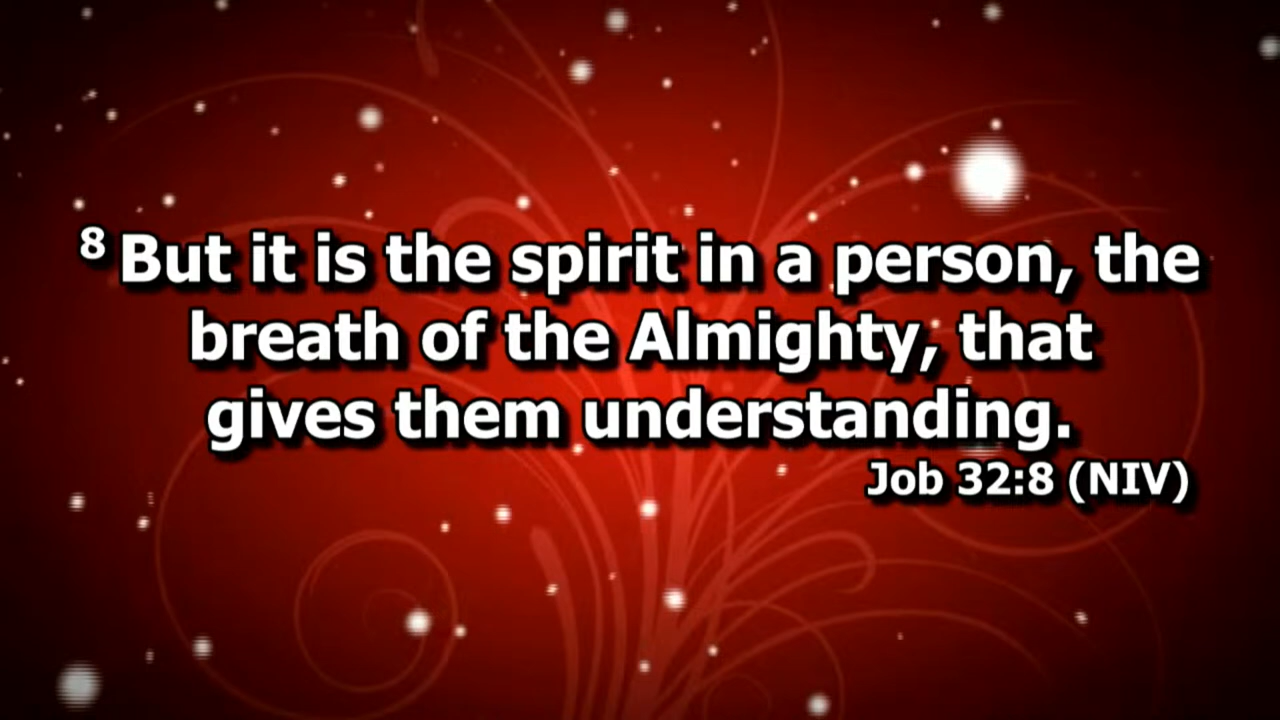 8 But it is the spirit in a person, the
breath of the Almighty, that
gives them understanding.
Job 32:8 (NIV)